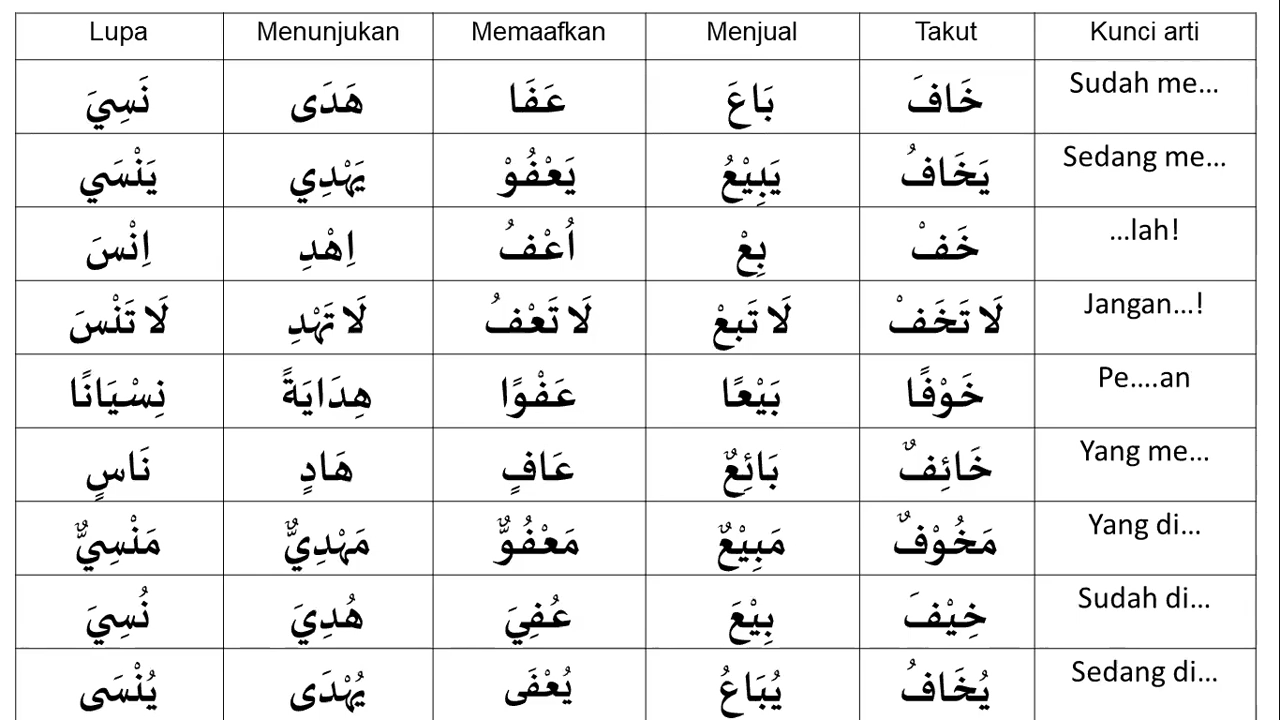 Lupa Menunjukan Memaafkan Menjual Takut Kunci arti
نَسِيَ هَدَى عَفَا بَاعَ خَافَ Sudah me...
يَنْسَي يَهْدِي يَعْفُوْ يَبِيْعُ يَخَافُ Sedang me...
اِنْسَ اِهْدِ اُعْفُ بِعْ خَفْ ...lah!
لَا تَنْسَ لَا تَهْدِ لَا تَعْفُ لَا تَبِعْ لَا تَخَفْ Jangan...!
نِسْيَانًا هِدَايَةً عَفْوًا بَيْعًا خَوْفًا Pe....an
نَاسٍ هَادٍ عَافٍ بَائِعٌ خَائِفٌ Yang me...
مَنْسِيٌّ مَهْدِيٌّ مَعْفُوٌّ مَبِيْعٌ مَخُوْفٌ Yang di...
نُسِيَ هُدِيَ عُفِيَ بِيْعَ خِيْفَ Sudah di...
يُنْسَى يُهْدَى يُعْفَى يُبَاعُ يُخَافُ Sedang di...